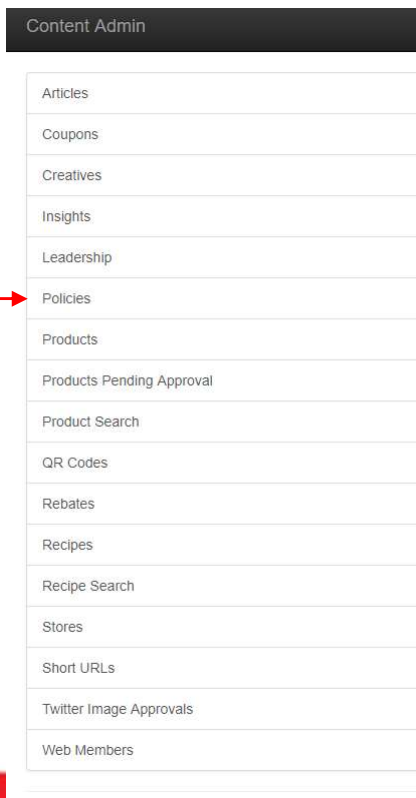 Content Admin
Articles
Coupons
Creatives
Insights
Leadership
Policies
Products
Products Pending Approval
Product Search
QR Codes
Rebates
Recipes
Recipe Search
Stores
Short URLs
Twitter Image Approvals
Web Members